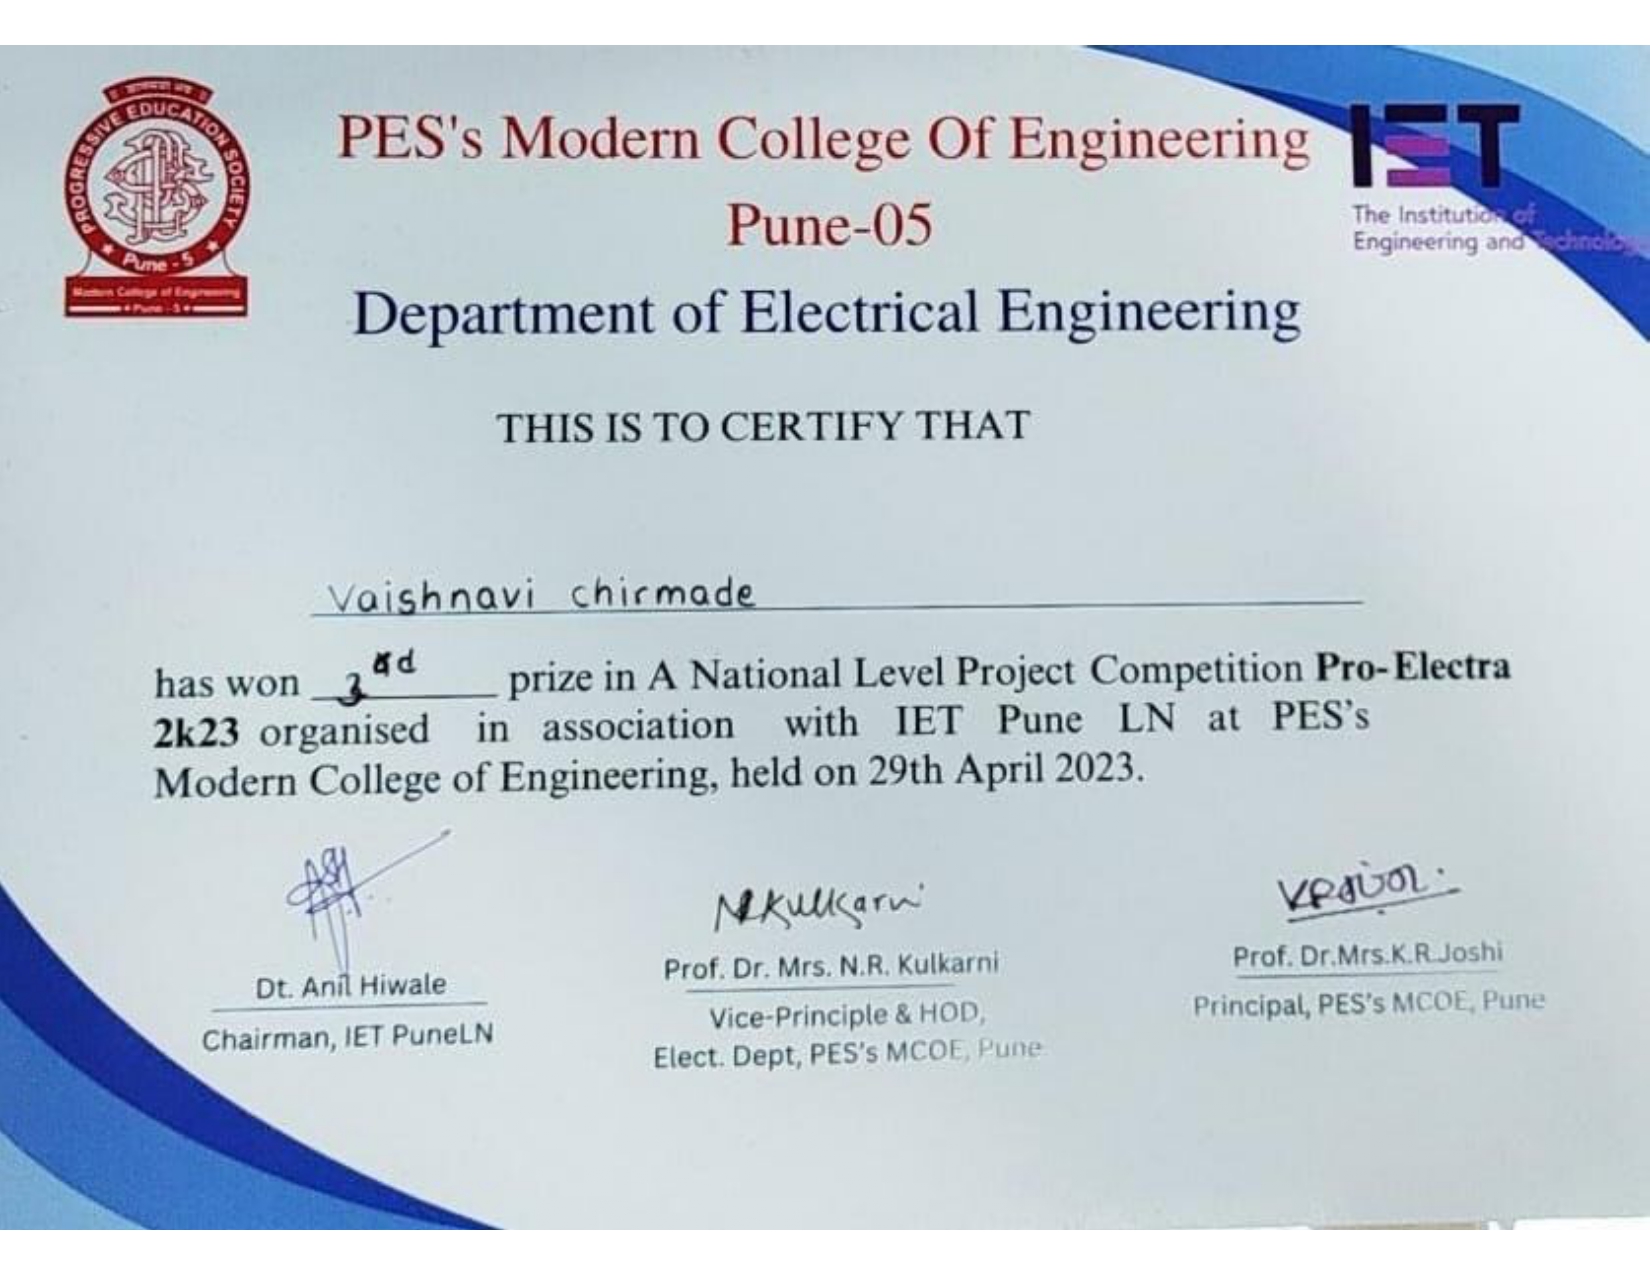 PROGRESSIVE EDUCATION SOCIETY
Pune - 5
Modern College of Engineering
Pune - 5
PES's Modern College Of Engineering
Pune-05
IET
The Institution of
Engineering and Technology
Department of Electrical Engineering
THIS IS TO CERTIFY THAT
Vaishnavi chirmade
has won 3rd prize in A National Level Project Competition Pro-Electra
2k23 organised in association with IET Pune LN at PES's
Modern College of Engineering, held on 29th April 2023.
NRKulkarni
Dt. Anil Hiwale
Chairman, IET PuneLN
Prof. Dr. Mrs. N.R. Kulkarni
Vice-Principle & HOD,
Elect. Dept, PES's MCOE, Pune
Prof. Dr.Mrs.K.R.Joshi
Principal, PES's MCOE, Pune